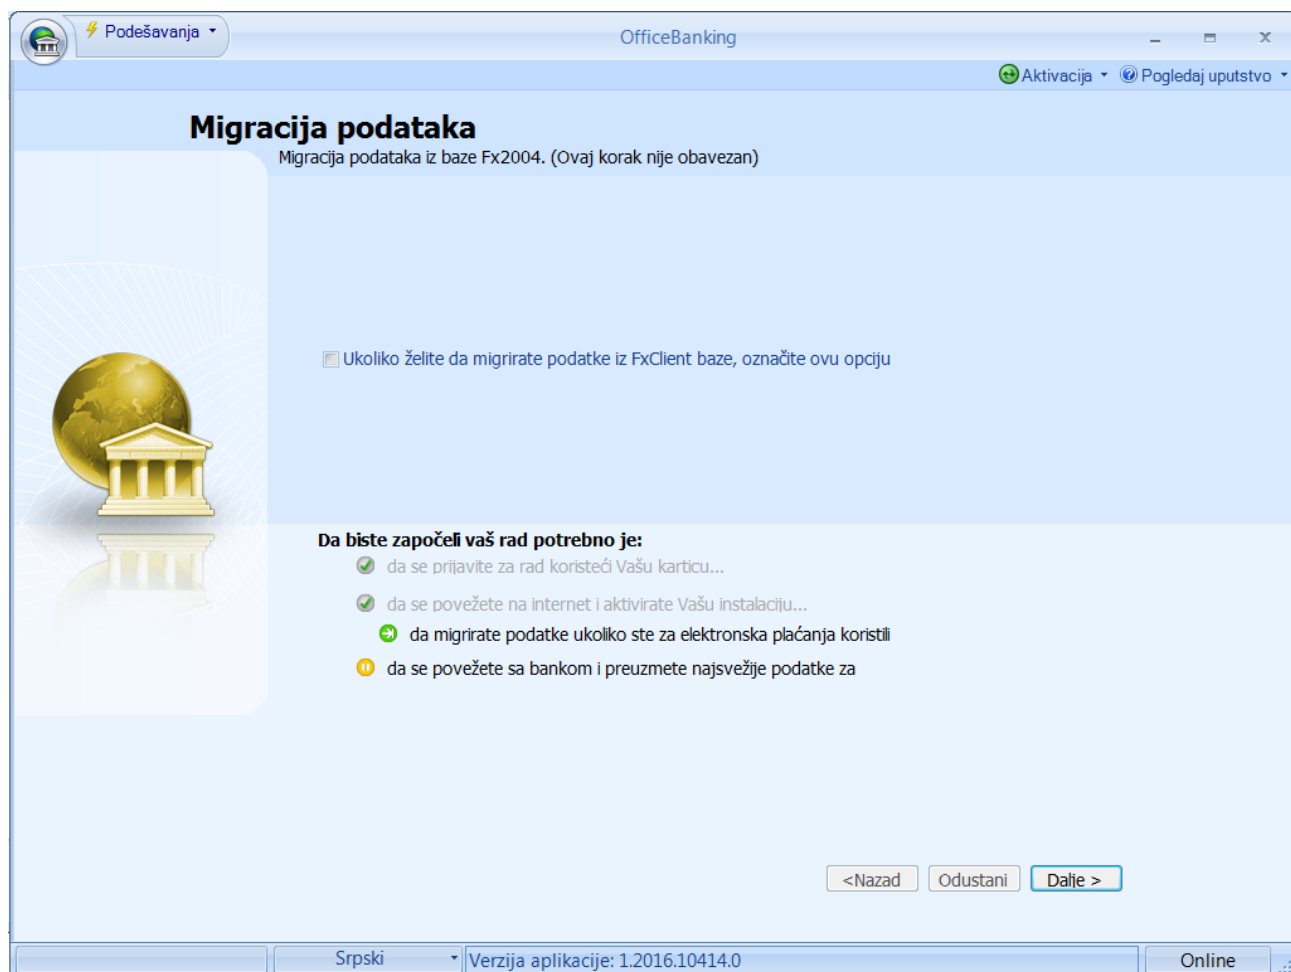 Podešavanja
OfficeBanking
Aktivacija
Pogledaj uputstvo
Migracija podataka
Migracija podataka iz baze Fx2004. (Ovaj korak nije obavezan)
Ukoliko želite da migrirate podatke iz FxClient baze, označite ovu opciju
Da biste započeli vaš rad potrebno je:
da se prijavite za rad koristeći Vašu karticu...
da se povežete na internet i aktivirate Vašu instalaciju...
da migrirate podatke ukoliko ste za elektronska plaćanja koristili
da se povežete sa bankom i preuzmete najsvežije podatke za
<Nazad
Odustani
Dalje >
Srpski
Verzija aplikacije: 1.2016.10414.0
Online